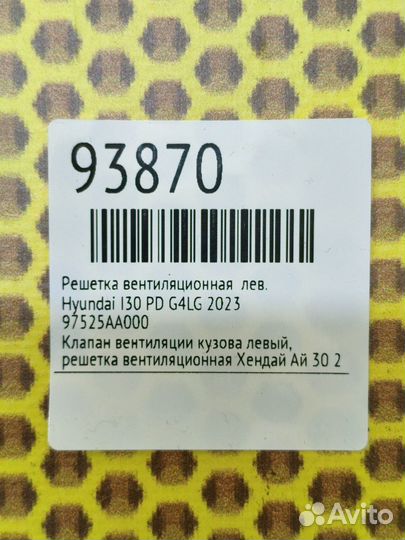 93870
Решетка вентиляционная лев.
Hyundai I30 PD G4LG 2023
97525AA000
Клапан вентиляции кузова левый,
решетка вентиляционная Хендай Ай 30 2
Avito